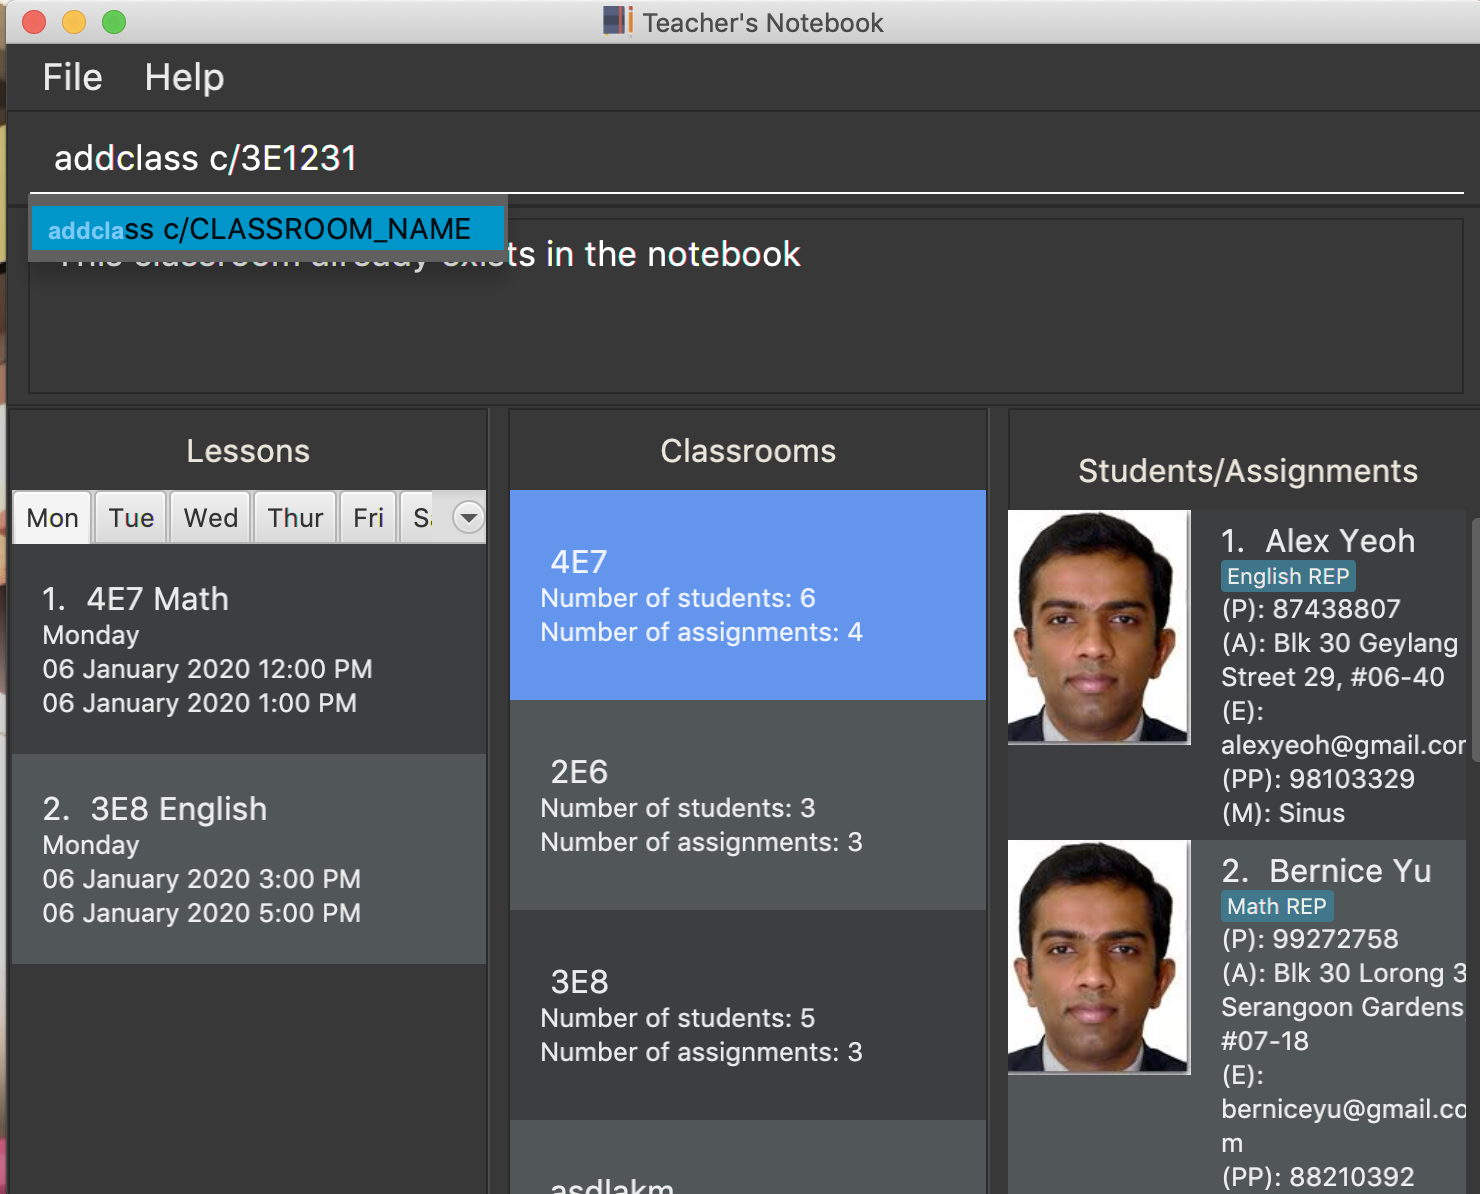 Teacher's Notebook
File Help
addclass c/3E1231
addclass c/CLASSROOM_NAME
This classroom already exists in the notebook
Lessons
Mon Tue Wed Thur Fri
1. 4E7 Math
Monday
06 January 2020 12:00 PM
06 January 2020 1:00 PM
2. 3E8 English
Monday
06 January 2020 3:00 PM
06 January 2020 5:00 PM
Classrooms
4E7
Number of students: 6
Number of assignments: 4
2E6
Number of students: 3
Number of assignments: 3
3E8
Number of students: 5
Number of assignments: 3
asdlakm
Students/Assignments
1. Alex Yeoh
English REP
(P): 87438807
(A): Blk 30 Geylang
Street 29, #06-40
(E):
alexyeoh@gmail.com
(PP): 98103329
(M): Sinus
2. Bernice Yu
Math REP
(P): 99272758
(A): Blk 30 Lorong 3
Serangoon Gardens,
#07-18
(E):
berniceyu@gmail.co
m
(PP): 88210392